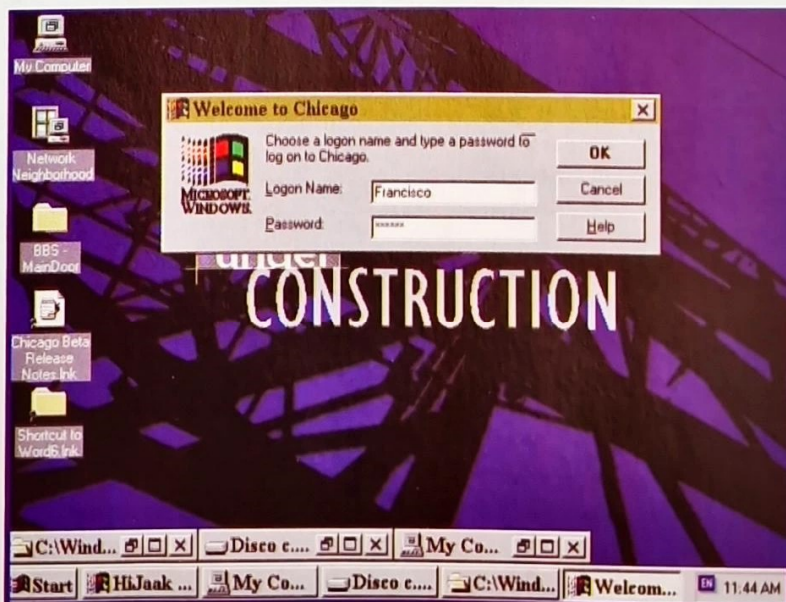 My Computer
Network
Neighborhood
BBS -
MainDoor
Chicago Beta
Release
Notes.lnk
Shortcut to
Word6.lnk
Welcome to Chicago
Choose a logon name and type a password to
log on to Chicago.
MICROSOFT.
WINDOWS.
Logon Name:
Francisco
Password:
******
OK
Cancel
Help
under
CONSTRUCTION
C:\Wind...
Disco c....
My Co...
Start
HiJaak ...
My Co...
Disco c....
C:\Wind...
Welcom...
EN
11:44 AM